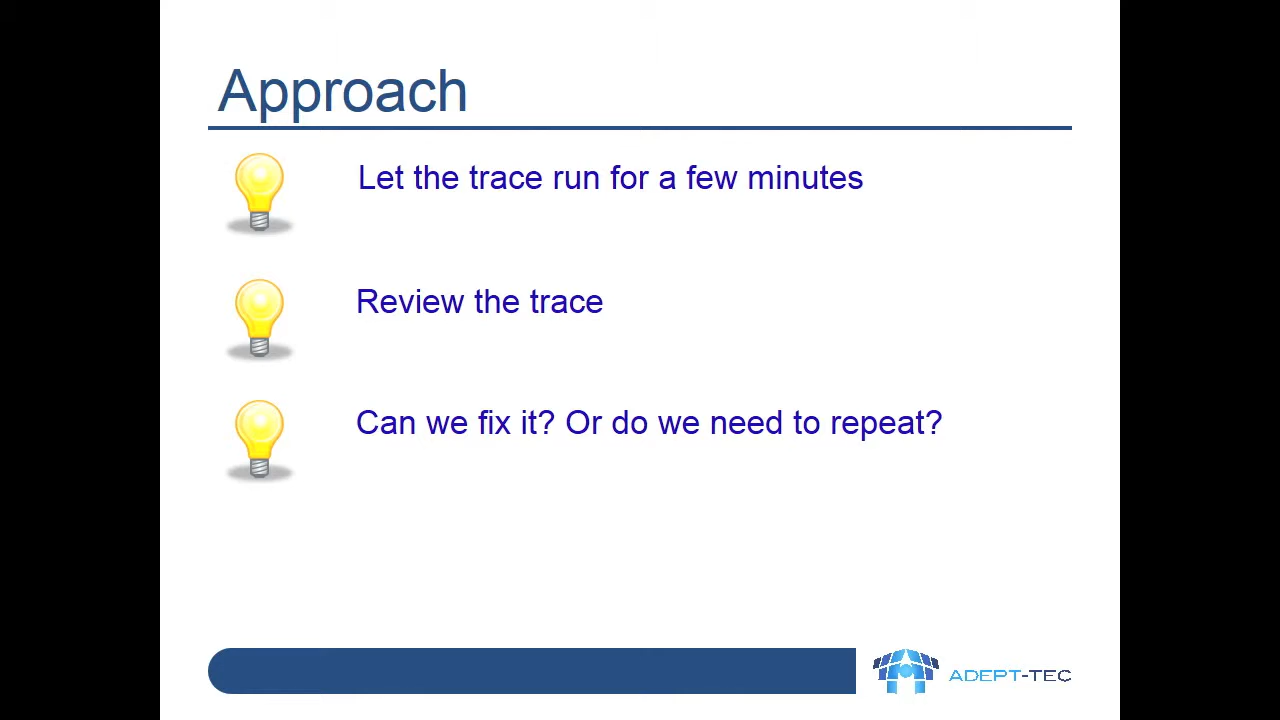 Approach
Let the trace run for a few minutes
Review the trace
Can we fix it? Or do we need to repeat?
ADEPT-TEC